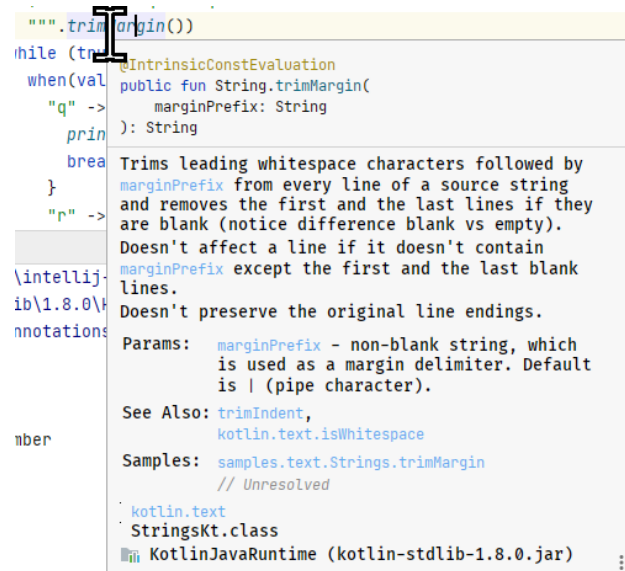 """.trimMargin())
while (tru
when(val
"q" ->
prin
brea
}
"r" ->
\intellij-
ib\1.8.0\
nnotations
mber
@IntrinsicConstEvaluation
public fun String.trimMargin(
marginPrefix: String
): String
Trims leading whitespace characters followed by
marginPrefix from every line of a source string
and removes the first and the last lines if they
are blank (notice difference blank vs empty).
Doesn't affect a line if it doesn't contain
marginPrefix except the first and the last blank
lines.
Doesn't preserve the original line endings.
Params: marginPrefix – non-blank string, which
is used as a margin delimiter. Default
is | (pipe character).
See Also: trimIndent,
kotlin.text.isWhitespace
Samples: samples.text.Strings.trimMargin
// Unresolved
kotlin.text
StringsKt.class
KotlinJavaRuntime (kotlin-stdlib-1.8.0.jar)